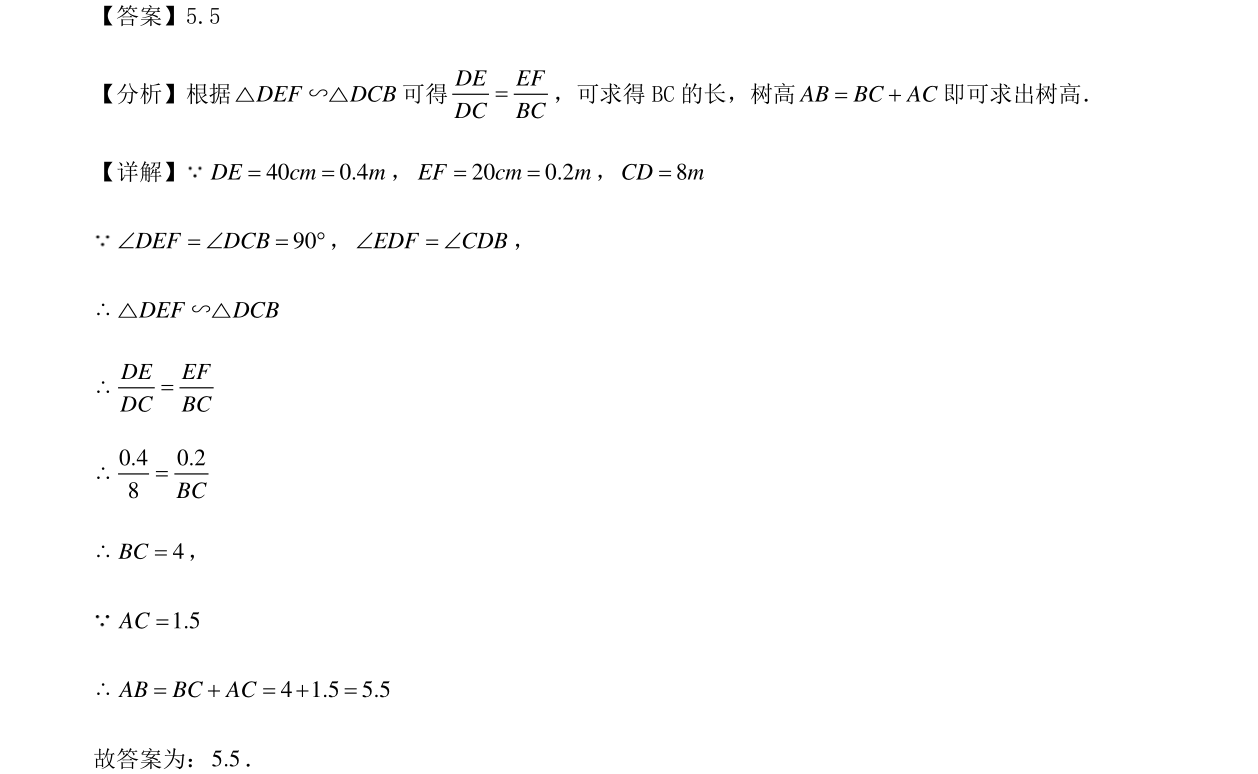 【答案】5.5
【分析】根据△DEF∽△DCB可得DE/DC=EF/BC，可求得BC的长，树高AB=BC+AC即可求出树高．
【详解】∵DE=40cm=0.4m，EF=20cm=0.2m，CD=8m
∵∠DEF=∠DCB=90°，∠EDF=∠CDB，
∴△DEF∽△DCB
∴DE/DC=EF/BC
∴0.4/8=0.2/BC
∴BC=4，
∵AC=1.5
∴AB=BC+AC=4+1.5=5.5
故答案为：5.5．